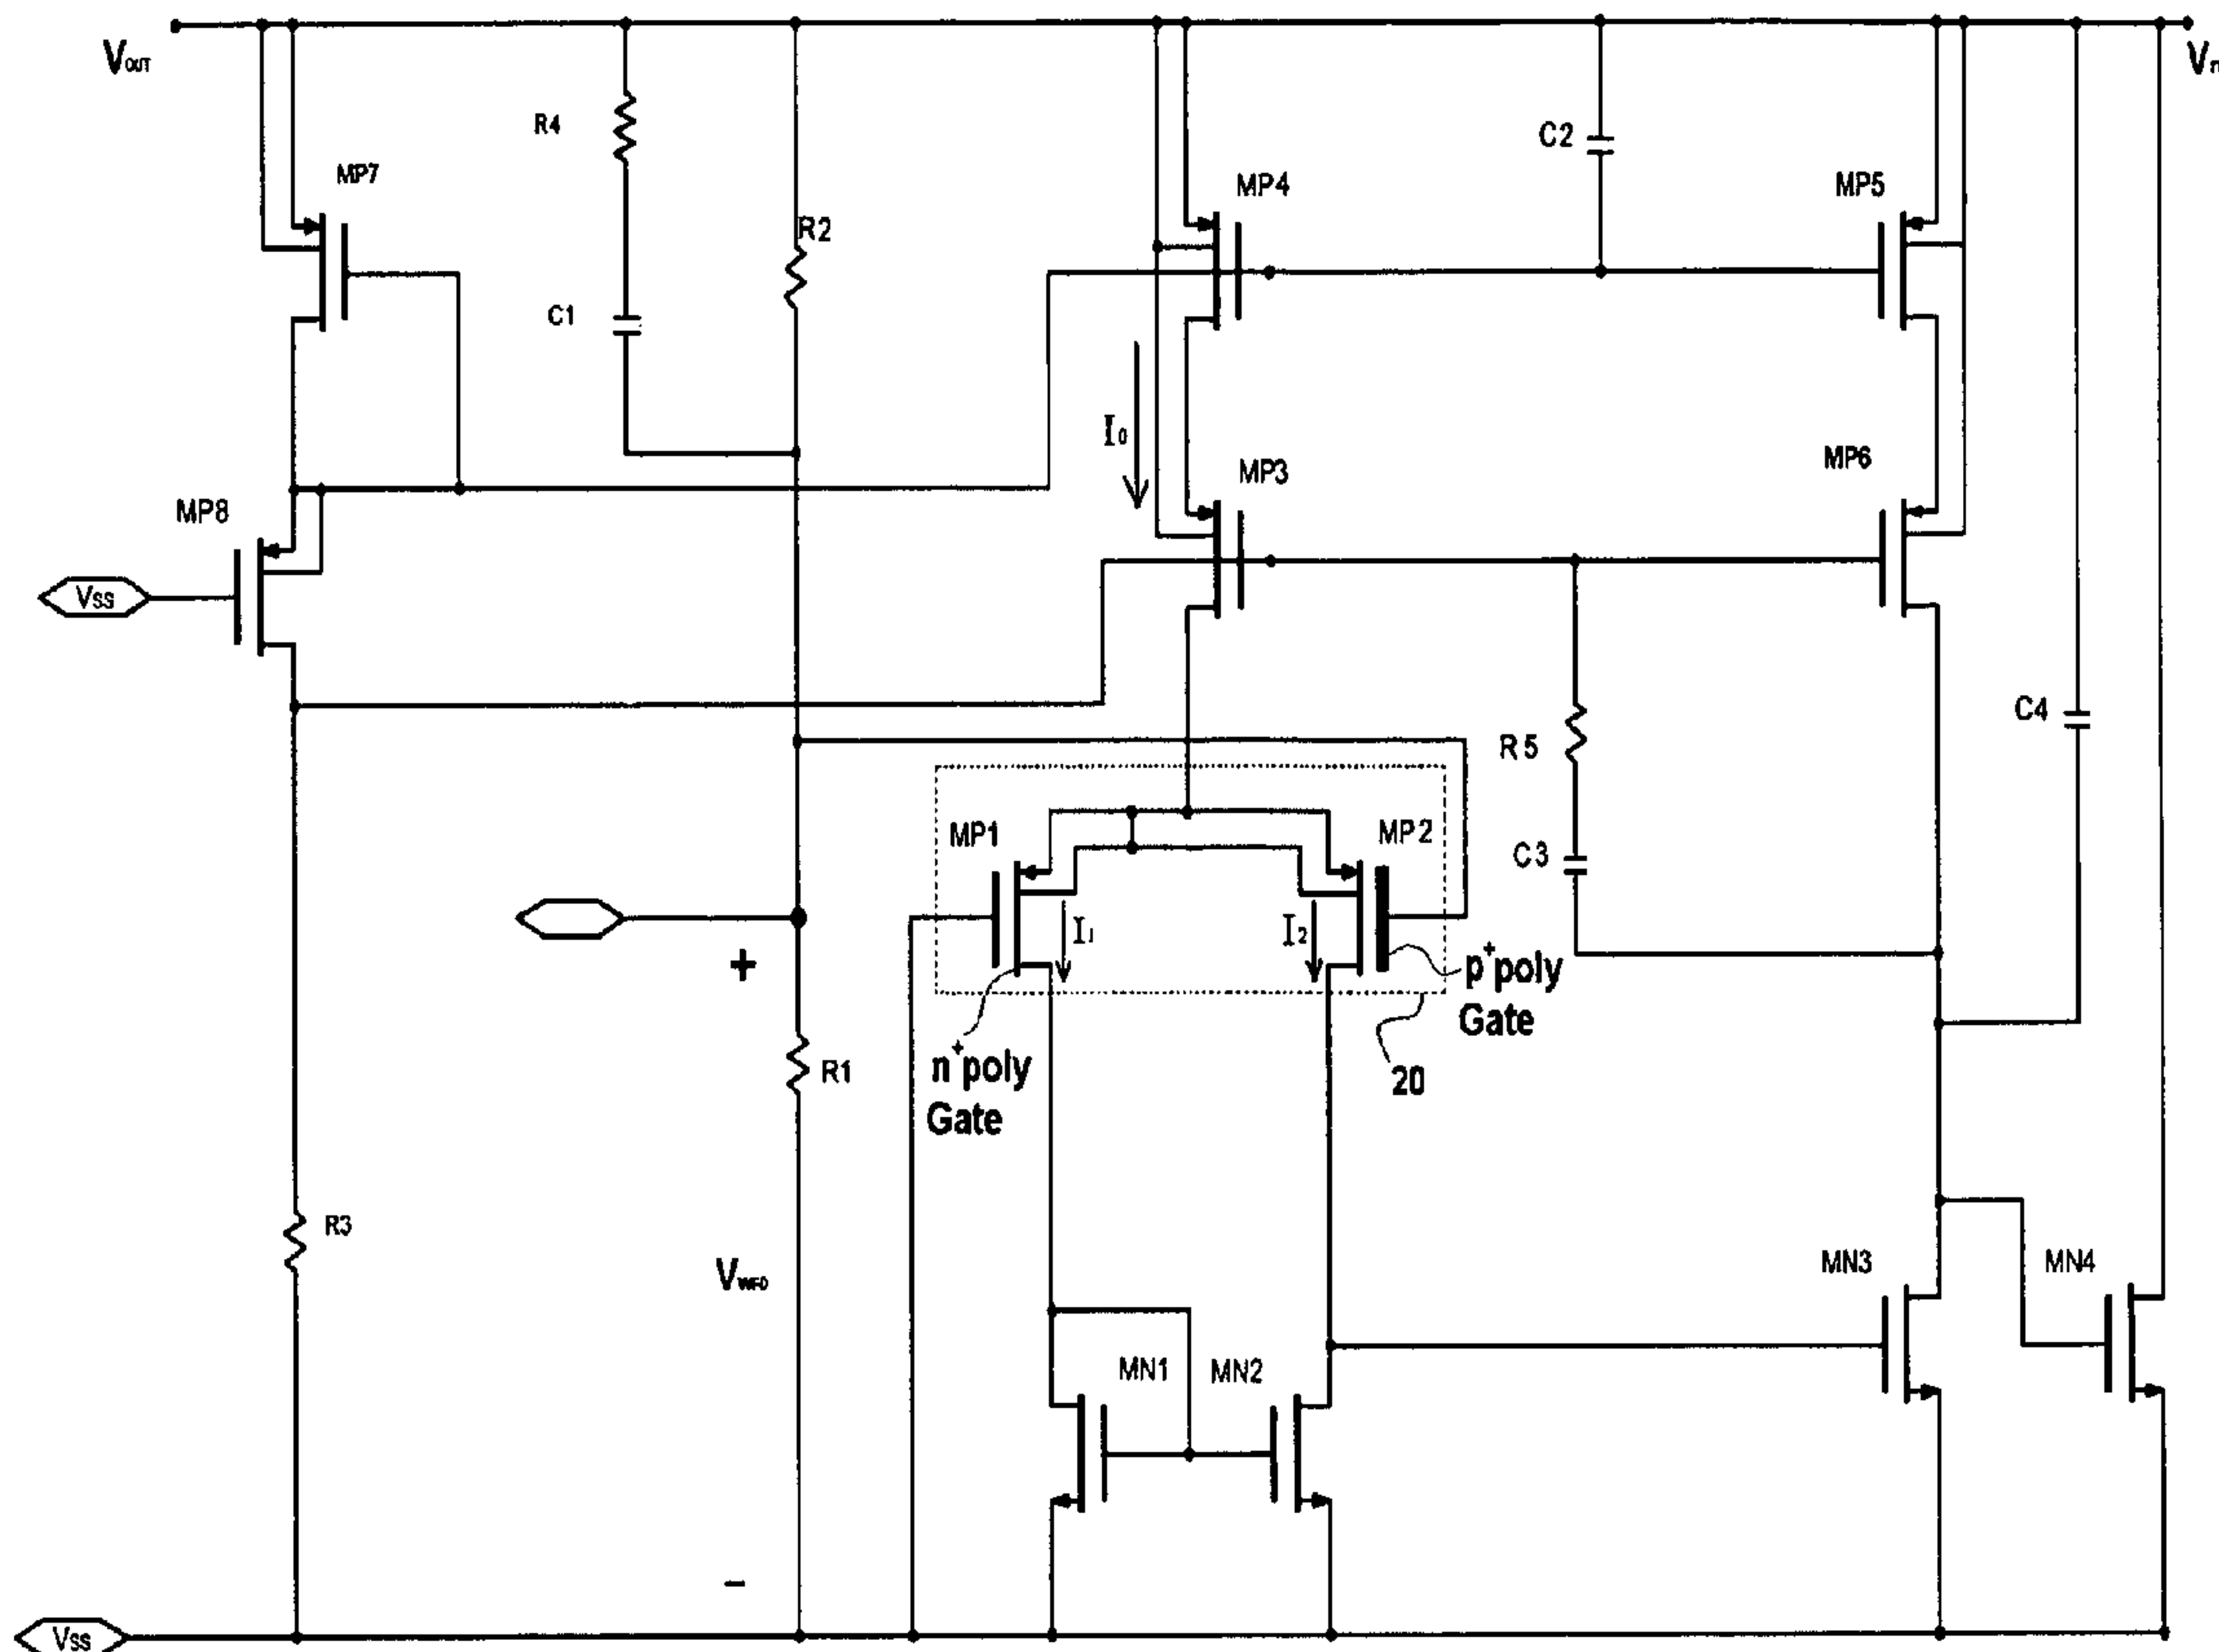 VOUT
R4
MP7
R2
C1
C2
MP4
MP5
I0
MP3
MP6
MP8
Vss
C4
R5
MP1
MP2
C3
I1
I2
+
p+poly
Gate
n+poly
Gate
20
R1
R3
MN3
MN4
MN1
MN2
-
Vss